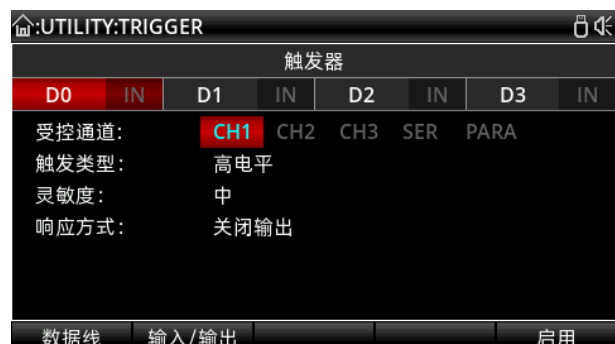 :UTILITY:TRIGGER
触发器
D0 IN D1 IN D2 IN D3 IN
受控通道: CH1 CH2 CH3 SER PARA
触发类型: 高电平
灵敏度: 中
响应方式: 关闭输出
数据线 输入/输出 启用